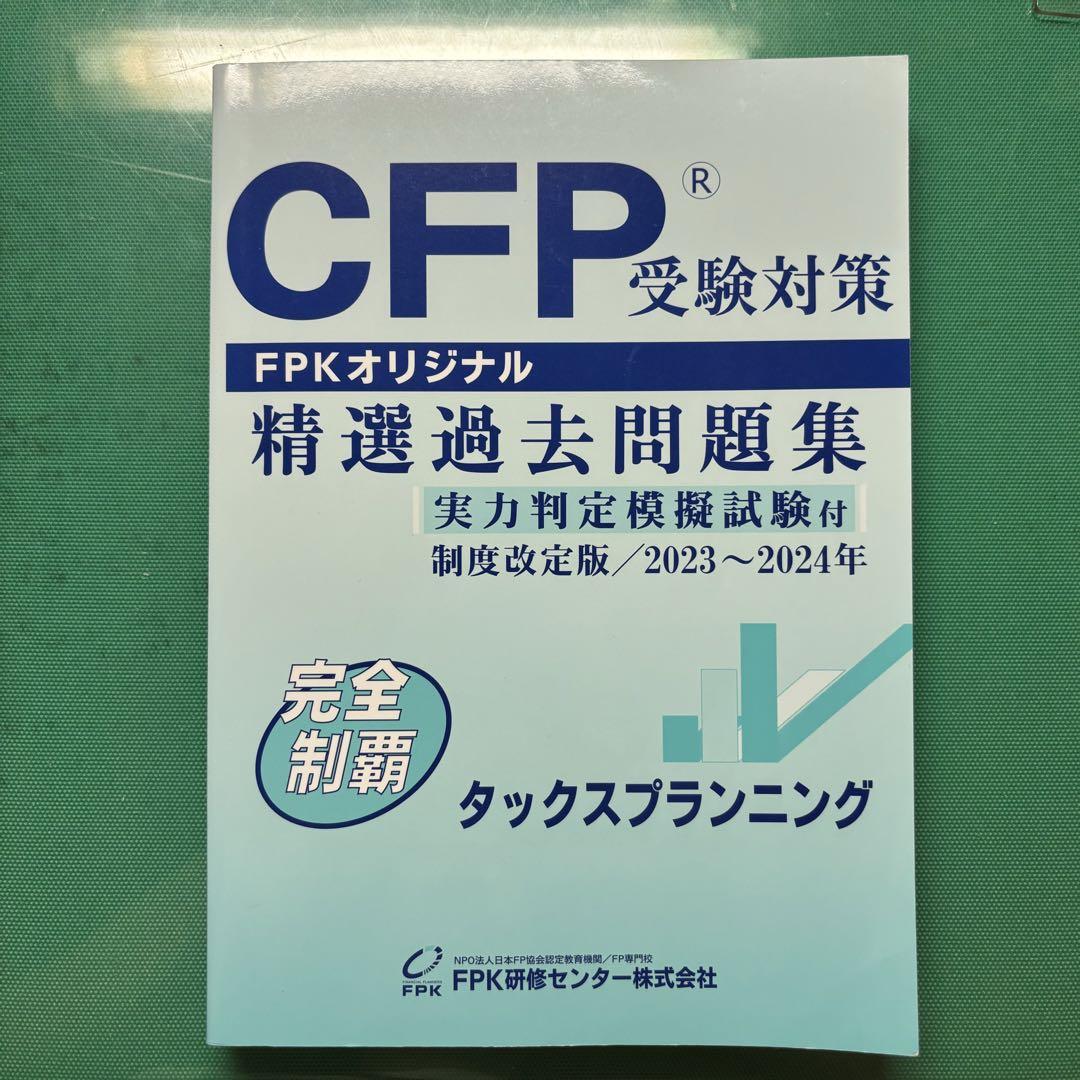 CFP®
受験対策
FPKオリジナル
精選過去問題集
実力判定模擬試験付
制度改定版／2023～2024年
完全
制覇
タックスプランニング
NPO法人日本FP協会認定教育機関／FP専門校
FINANCIAL PLANNERS
FPK
FPK研修センター株式会社